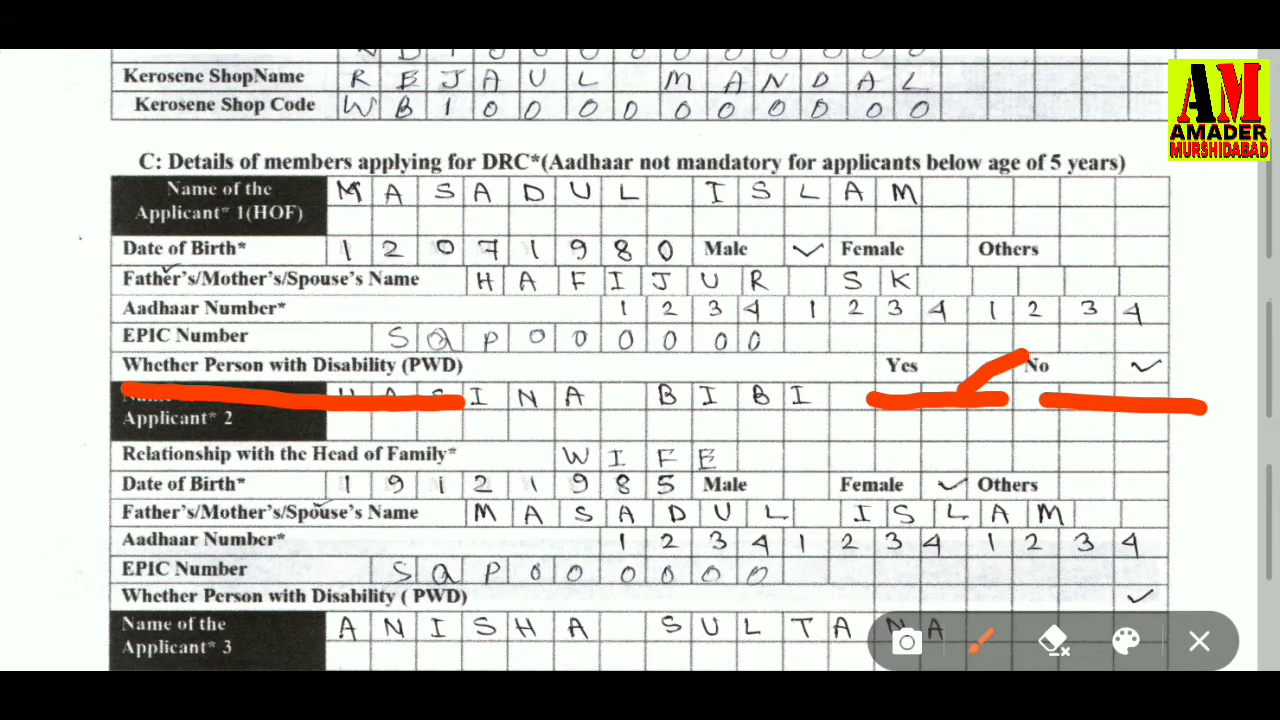 Kerosene ShopName R E J A U L M A N D A L
Kerosene Shop Code W B 1 0 0 0 0 0 0 0 0 0 0
C: Details of members applying for DRC*(Aadhaar not mandatory for applicants below age of 5 years)
Name of the Applicant* 1(HOF) M A S A D U L I S L A M
Date of Birth* 1 2 0 7 1 9 8 0 Male ✓ Female Others
Father's/Mother's/Spouse's Name H A F I J U R S K
Aadhaar Number* 1 2 3 4 1 2 3 4 1 2 3 4
EPIC Number S Q P 0 0 0 0 0 0
Whether Person with Disability (PWD) Yes No ✓
Applicant* 2 I N A B I B I
Relationship with the Head of Family* W I F E
Date of Birth* 1 9 1 2 1 9 8 5 Male Female ✓ Others
Father's/Mother's/Spouse's Name M A S A D U L I S L A M
Aadhaar Number* 1 2 3 4 1 2 3 4 1 2 3 4
EPIC Number S Q P 0 0 0 0 0 0
Whether Person with Disability ( PWD) ✓
Name of the Applicant* 3 A N I S H A S U L T A N A
AM
AMADER
MURSHIDABAD